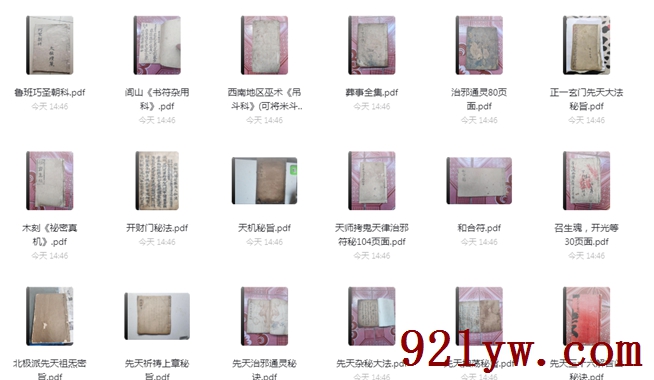 鲁班巧圣朝科.pdf
今天 14:46
闾山《书符杂用
科》.pdf
今天 14:46
西南地区巫术《吊
斗科》(可将米斗..
今天 14:46
葬事全集.pdf
今天 14:46
治邪通灵80页
面.pdf
今天 14:46
正一玄门先天大法
秘旨.pdf
今天 14:46
木刻《秘密真
机》.pdf
今天 14:46
开财门秘法.pdf
今天 14:46
天机秘旨.pdf
今天 14:46
天师拷鬼天律治邪
符秘104页面.pdf
今天 14:46
和合符.pdf
今天 14:46
召生魂，开光等
30页面.pdf
今天 14:46
北极派先天祖炁密
旨.pdf
先天祈祷上章秘
旨.pdf
先天治邪通灵秘
诀.pdf
先天杂秘大法.pdf
921yw.com